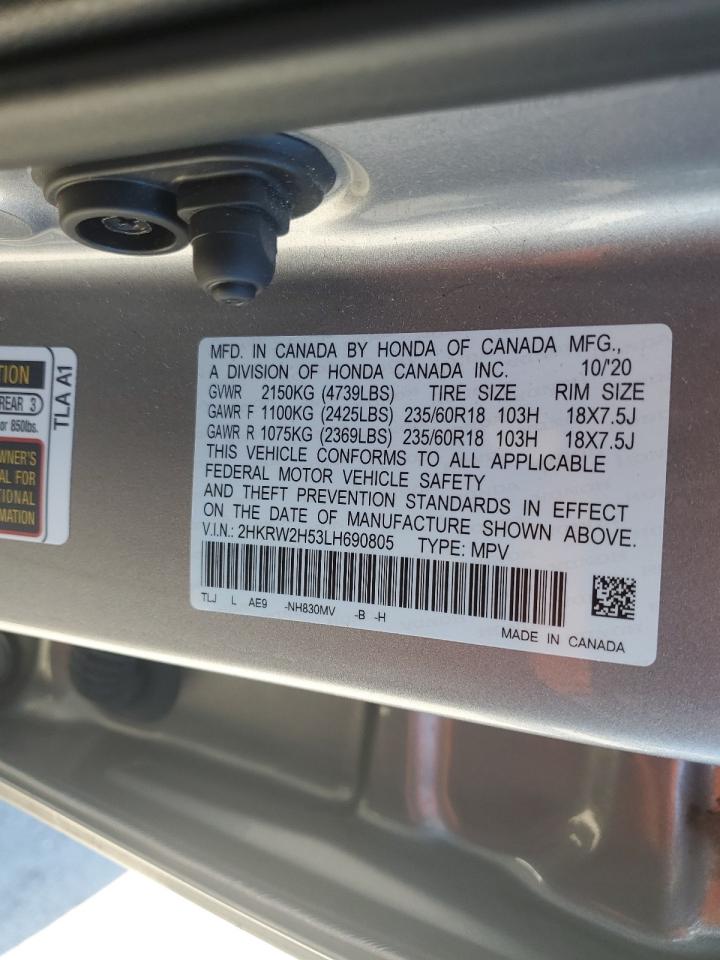 TION
REAR 3
or 850lbs.
WNER'S
AL FOR
TIONAL
MATION
TLA A1
MFD. IN CANADA BY HONDA OF CANADA MFG.,
A DIVISION OF HONDA CANADA INC. 10/'20
GVWR 2150KG (4739LBS) TIRE SIZE RIM SIZE
GAWR F 1100KG (2425LBS) 235/60R18 103H 18X7.5J
GAWR R 1075KG (2369LBS) 235/60R18 103H 18X7.5J
THIS VEHICLE CONFORMS TO ALL APPLICABLE
FEDERAL MOTOR VEHICLE SAFETY
AND THEFT PREVENTION STANDARDS IN EFFECT
ON THE DATE OF MANUFACTURE SHOWN ABOVE.
V.I.N.: 2HKRW2H53LH690805 TYPE: MPV
TLJ L AE9 -NH830MV -B -H
MADE IN CANADA